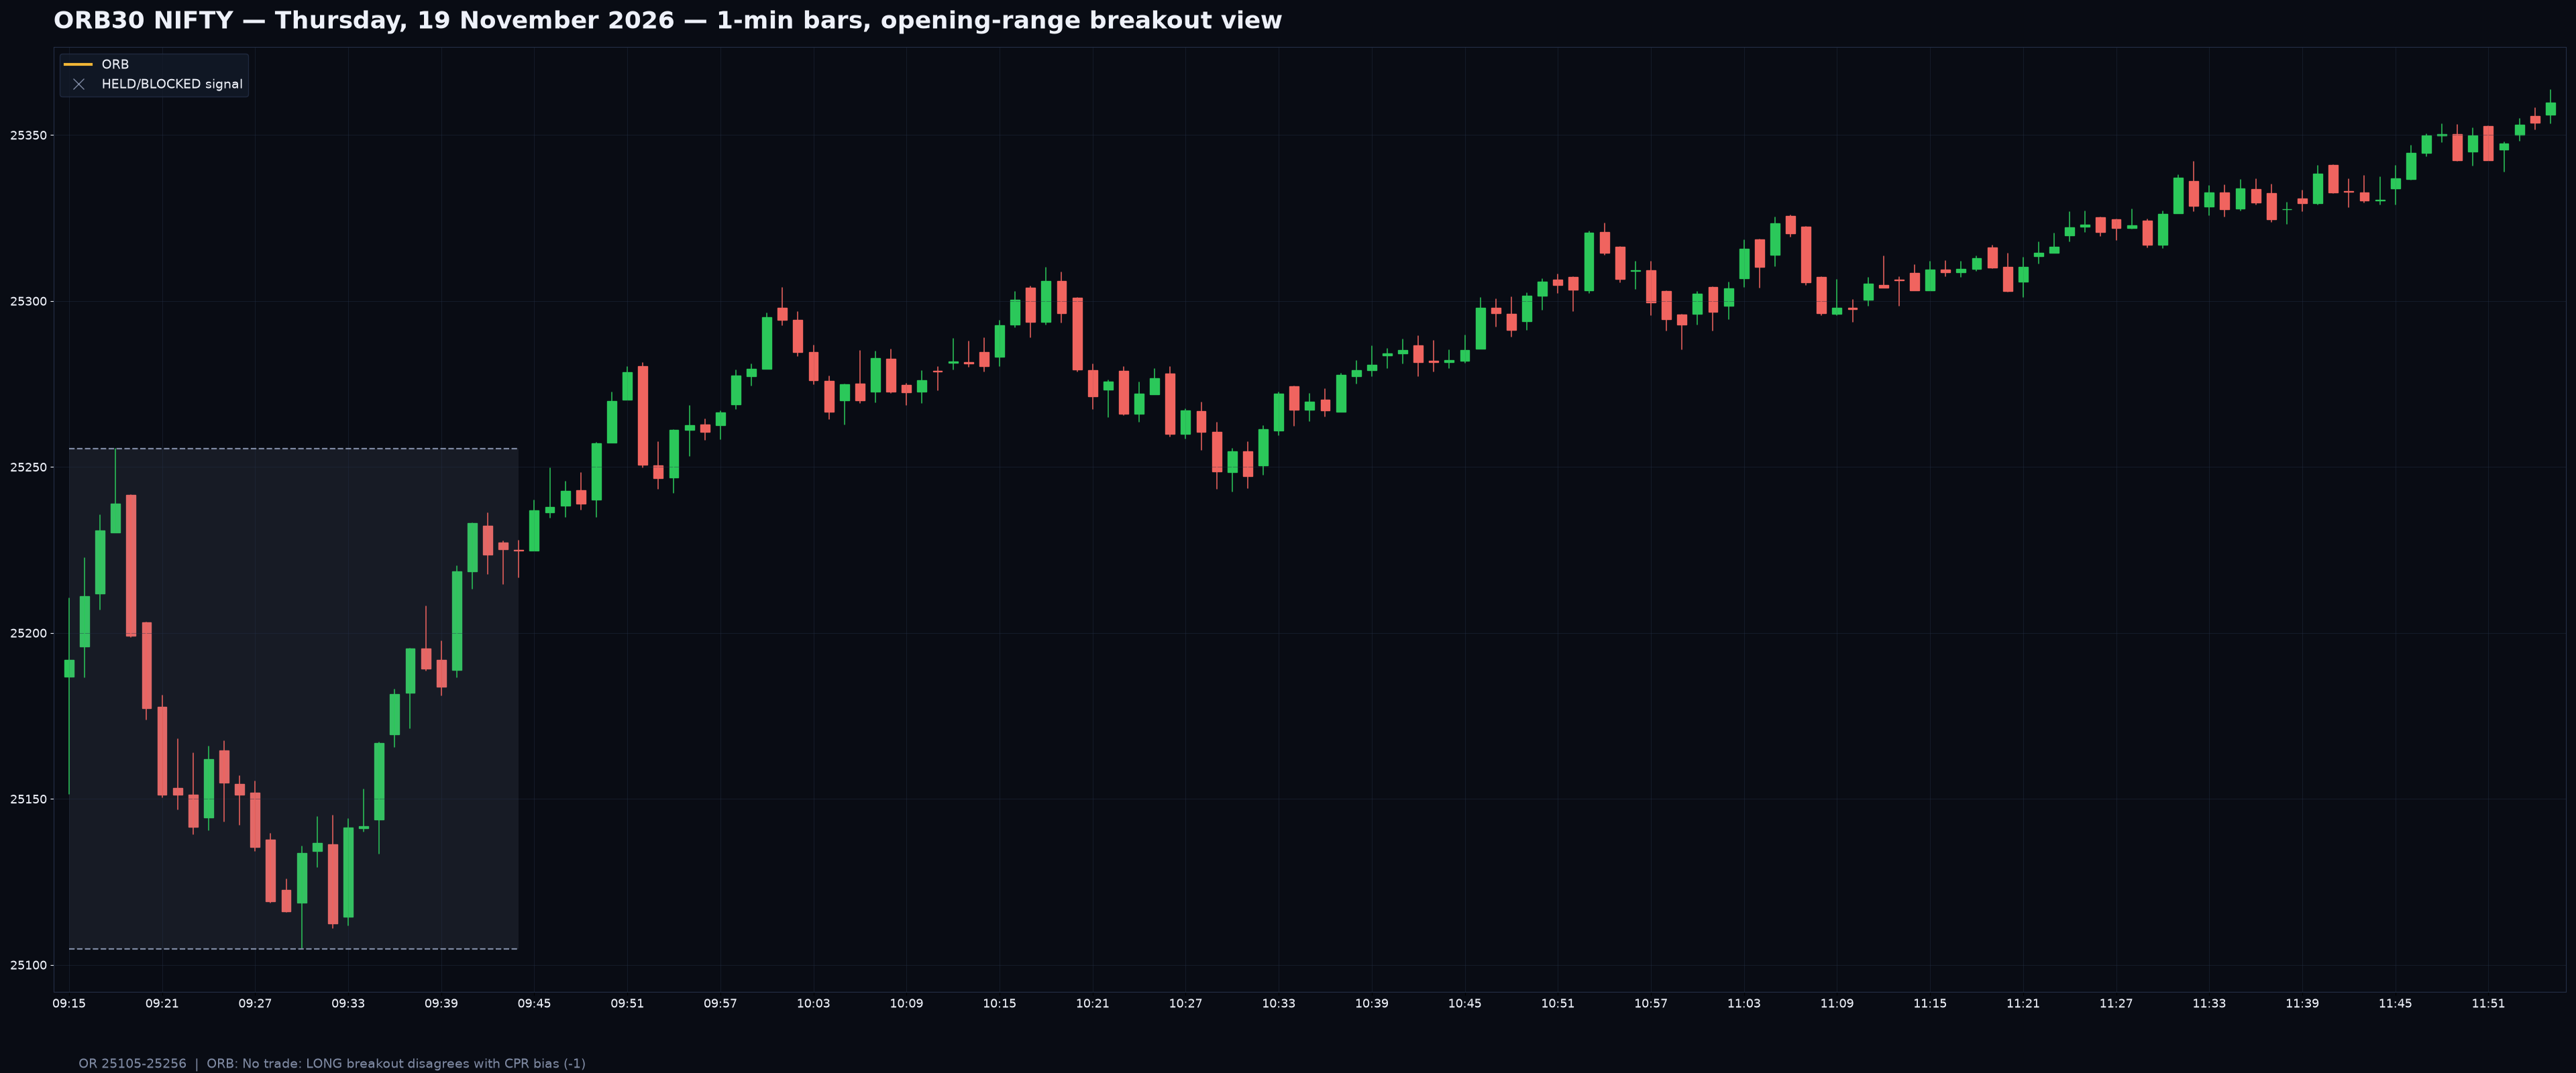 ORB30 NIFTY — Thursday, 19 November 2026 — 1-min bars, opening-range breakout view
ORB
HELD/BLOCKED signal
25350
25300
25250
25200
25150
25100
09:15 09:21 09:27 09:33 09:39 09:45 09:51 09:57 10:03 10:09 10:15 10:21 10:27 10:33 10:39 10:45 10:51 10:57 11:03 11:09 11:15 11:21 11:27 11:33 11:39 11:45 11:51
OR 25105-25256 | ORB: No trade: LONG breakout disagrees with CPR bias (-1)